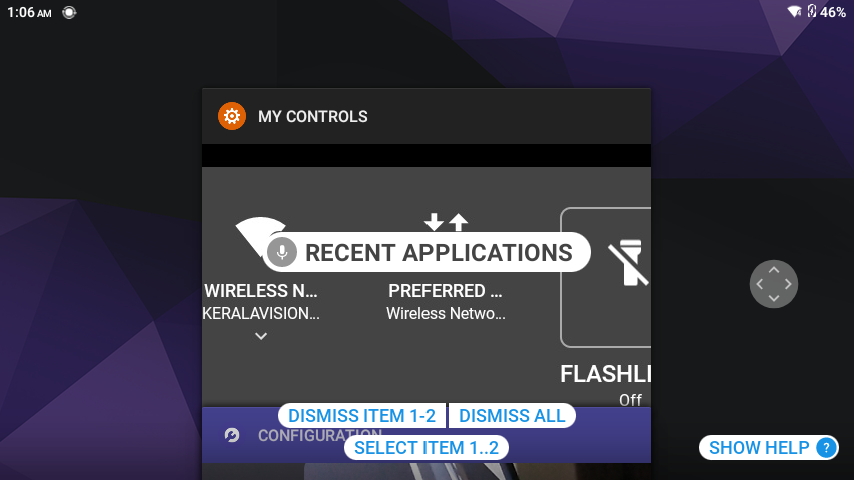 1:06 AM
46%
MY CONTROLS
RECENT APPLICATIONS
WIRELESS N...
PREFERRED ...
KERALAVISION...
Wireless Netwo...
FLASHLI
Off
DISMISS ITEM 1-2
DISMISS ALL
CONFIGURATION
SELECT ITEM 1..2
SHOW HELP ?